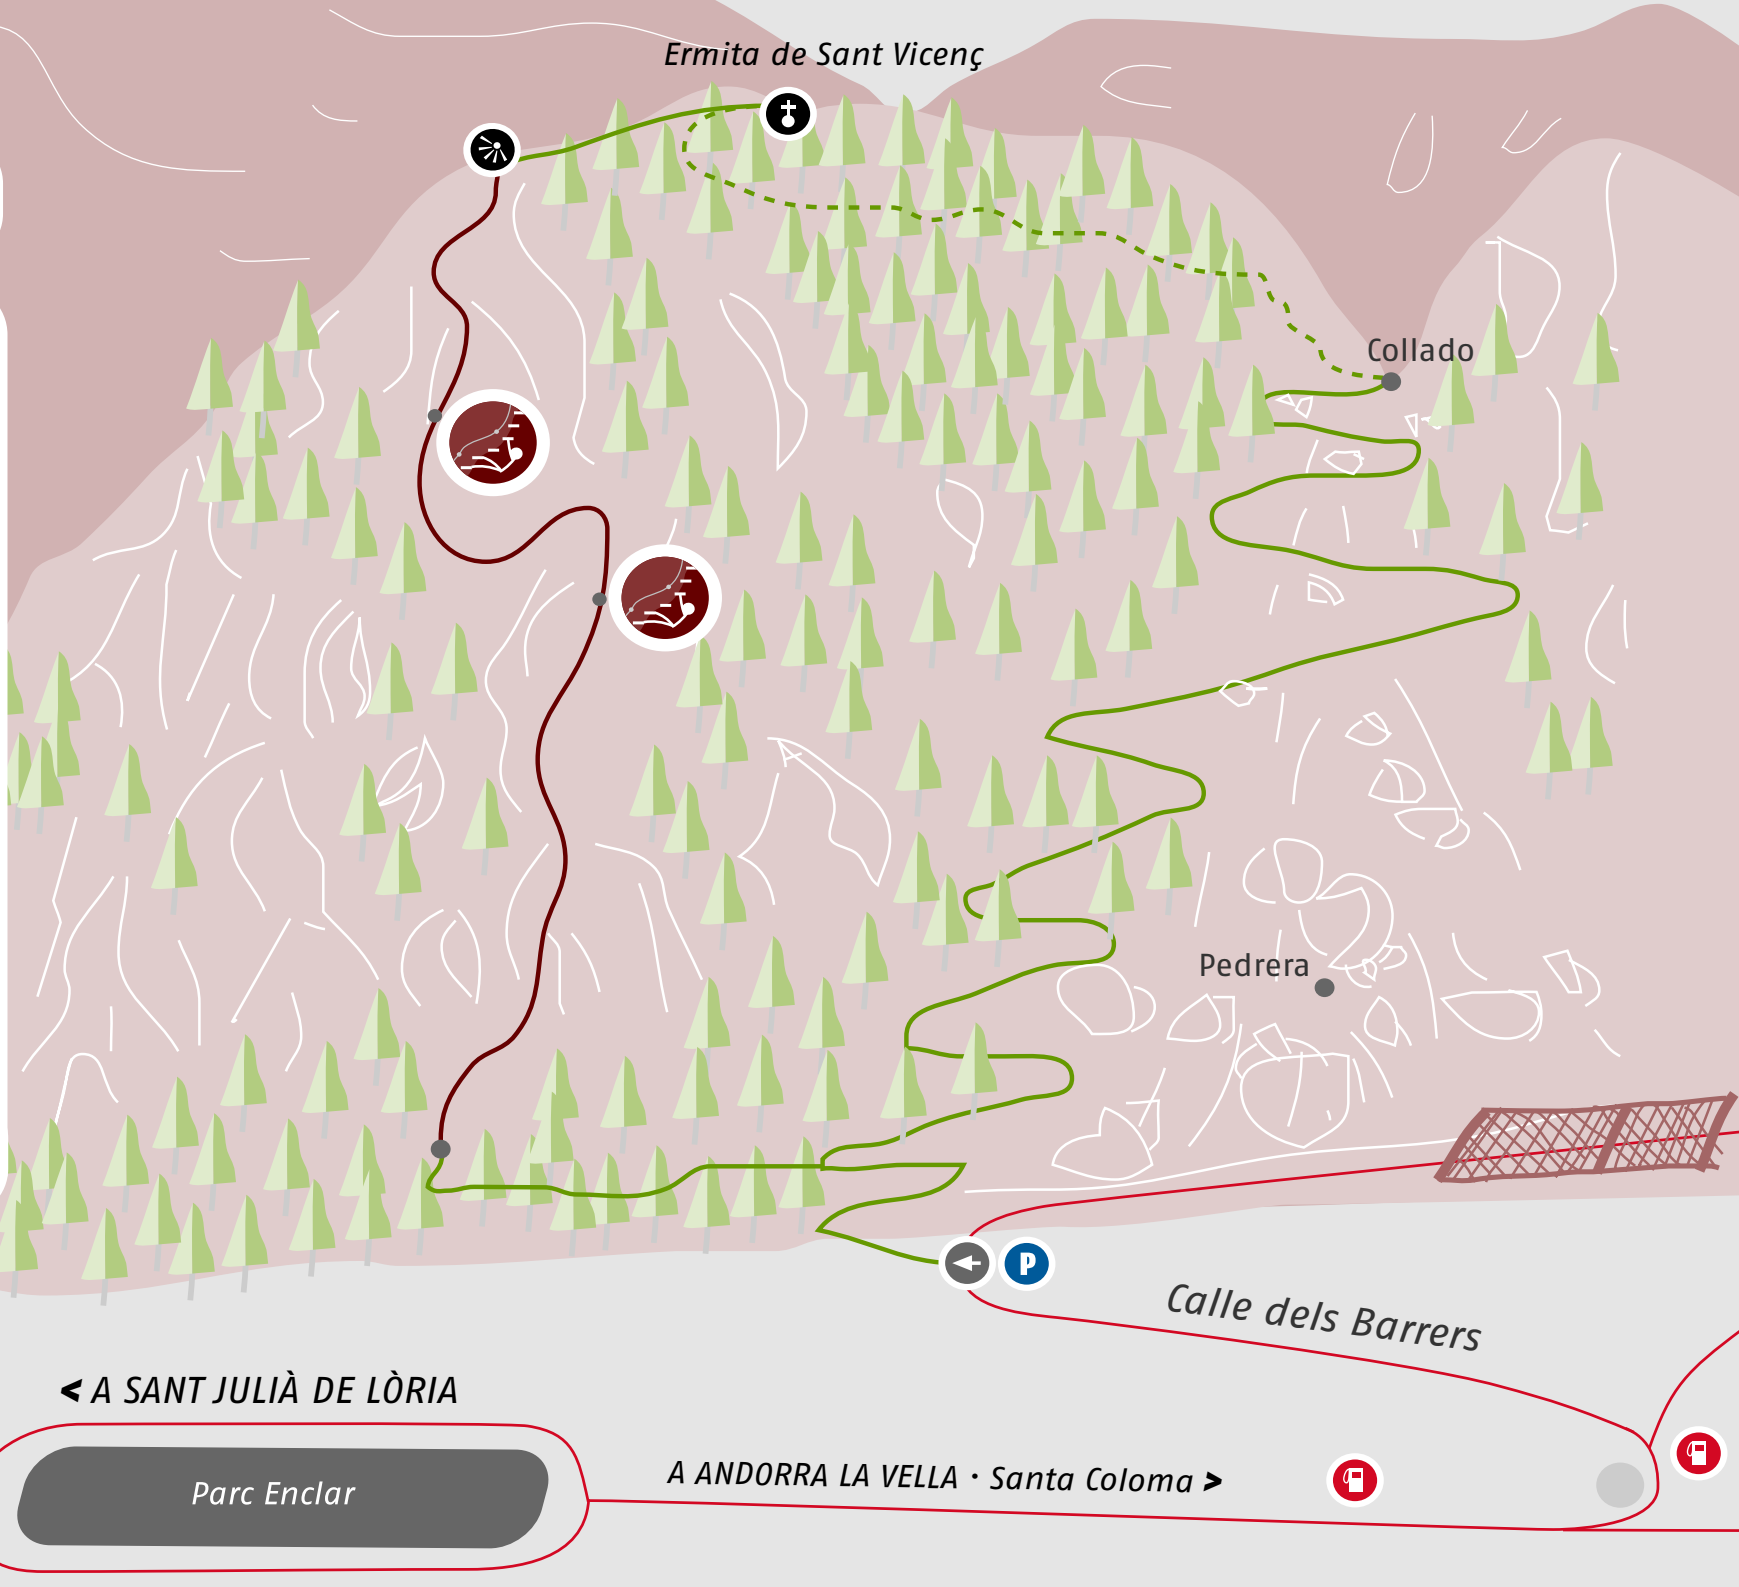 Ermita de Sant Vicenç
Collado
Pedrera
P
Calle dels Barrers
< A SANT JULIÀ DE LÒRIA
Parc Enclar
A ANDORRA LA VELLA · Santa Coloma >